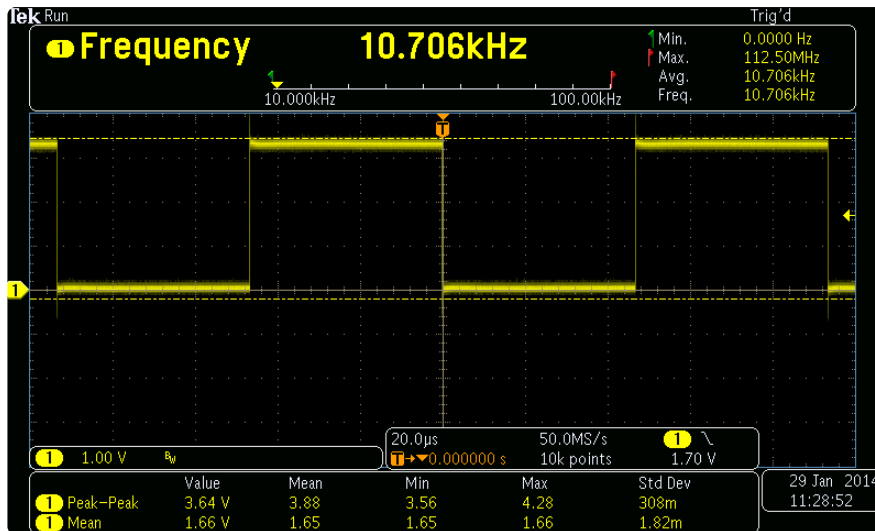 Tek Run Trig'd
1 Frequency 10.706kHz
Min. 0.0000 Hz
Max. 112.50MHz
Avg. 10.706kHz
Freq. 10.706kHz
10.000kHz 100.00kHz
T
1
1 1.00 V BW
20.0µs 50.0MS/s 1
T→▼0.000000 s 10k points 1.70 V
Value Mean Min Max Std Dev
1 Peak-Peak 3.64 V 3.88 3.56 4.28 308m
1 Mean 1.66 V 1.65 1.65 1.66 1.82m
29 Jan 2014
11:28:52